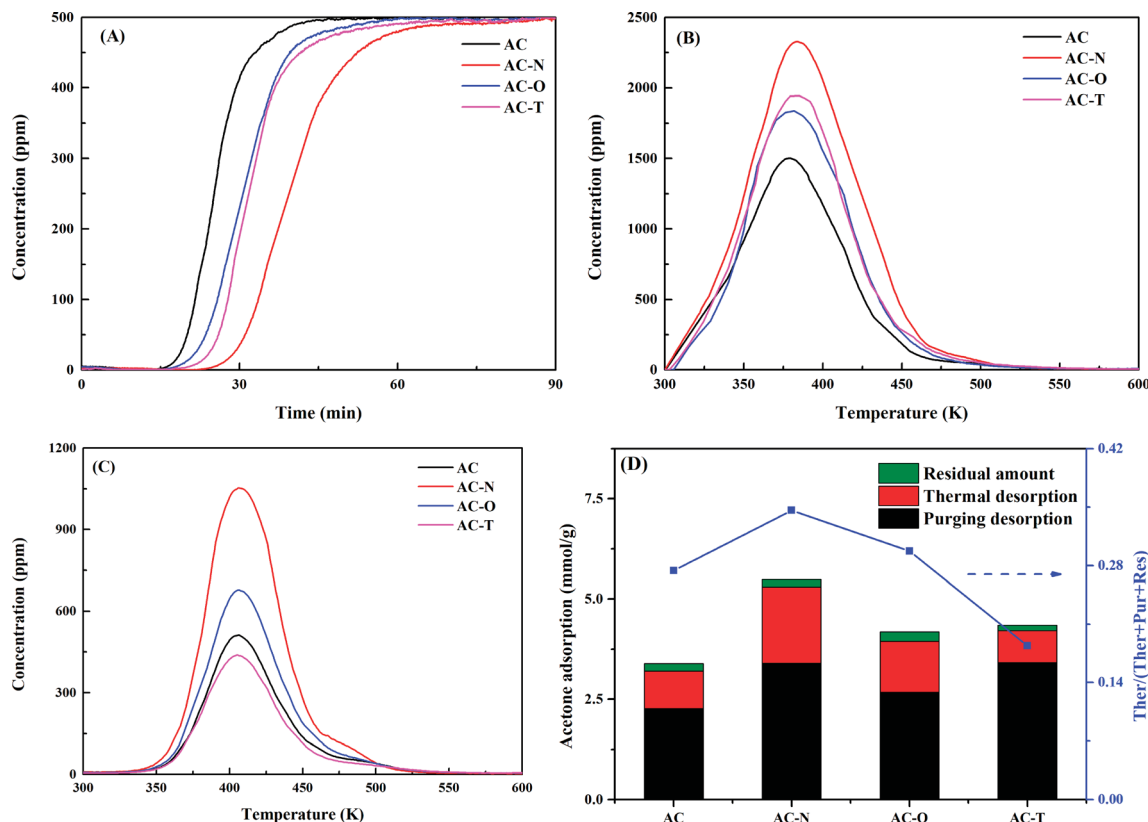 (A)
AC
AC-N
AC-O
AC-T
500
400
300
200
100
0
0 30 60 90
Concentration (ppm)
Time (min)
(B)
AC
AC-N
AC-O
AC-T
2500
2000
1500
1000
500
0
300 350 400 450 500 550 600
Concentration (ppm)
Temperature (K)
(C)
AC
AC-N
AC-O
AC-T
1200
900
600
300
0
300 350 400 450 500 550 600
Concentration (ppm)
Temperature (K)
(D)
Residual amount
Thermal desorption
Purging desorption
7.5
5.0
2.5
0.0
0.42
0.28
0.14
0.00
AC AC-N AC-O AC-T
Acetone adsorption (mmol/g)
Ther/(Ther+Pur+Res)